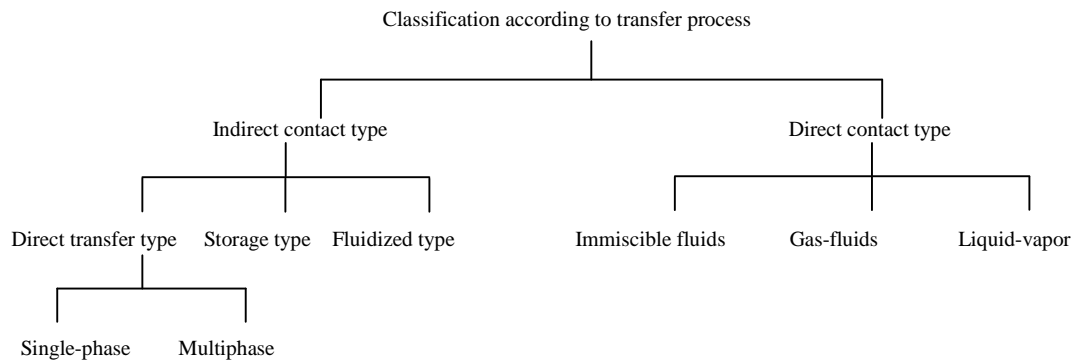 Classification according to transfer process
Indirect contact type
Direct contact type
Direct transfer type
Storage type
Fluidized type
Immiscible fluids
Gas-fluids
Liquid-vapor
Single-phase
Multiphase